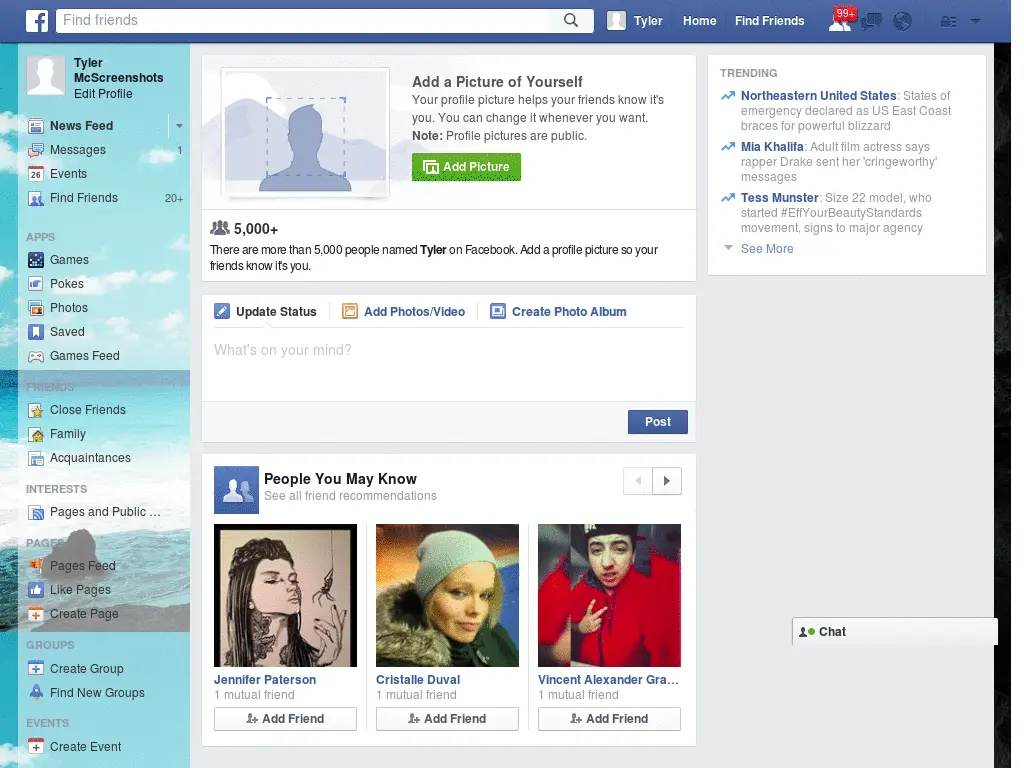 f
Find friends
Tyler
Home
Find Friends
99+
Tyler
McScreenshots
Edit Profile
News Feed
Messages
1
Events
26
Find Friends
20+
APPS
Games
Pokes
Photos
Saved
Games Feed
FRIENDS
Close Friends
Family
Acquaintances
INTERESTS
Pages and Public ...
PAGES
Pages Feed
Like Pages
Create Page
GROUPS
Create Group
Find New Groups
EVENTS
Create Event
Add a Picture of Yourself
Your profile picture helps your friends know it's
you. You can change it whenever you want.
Note: Profile pictures are public.
Add Picture
5,000+
There are more than 5,000 people named Tyler on Facebook. Add a profile picture so your
friends know it's you.
Update Status
Add Photos/Video
Create Photo Album
What's on your mind?
Post
People You May Know
See all friend recommendations
Jennifer Paterson
1 mutual friend
Add Friend
Cristalle Duval
1 mutual friend
Add Friend
Vincent Alexander Gra...
1 mutual friend
Add Friend
TRENDING
Northeastern United States: States of
emergency declared as US East Coast
braces for powerful blizzard
Mia Khalifa: Adult film actress says
rapper Drake sent her 'cringeworthy'
messages
Tess Munster: Size 22 model, who
started #EffYourBeautyStandards
movement, signs to major agency
See More
Chat